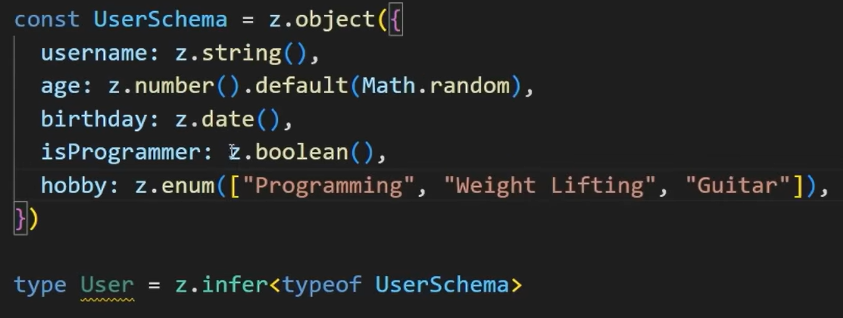 const UserSchema = z.object({
  username: z.string(),
  age: z.number().default(Math.random),
  birthday: z.date(),
  isProgrammer: z.boolean(),
  hobby: z.enum(["Programming", "Weight Lifting", "Guitar"]),
})
type User = z.infer<typeof UserSchema>